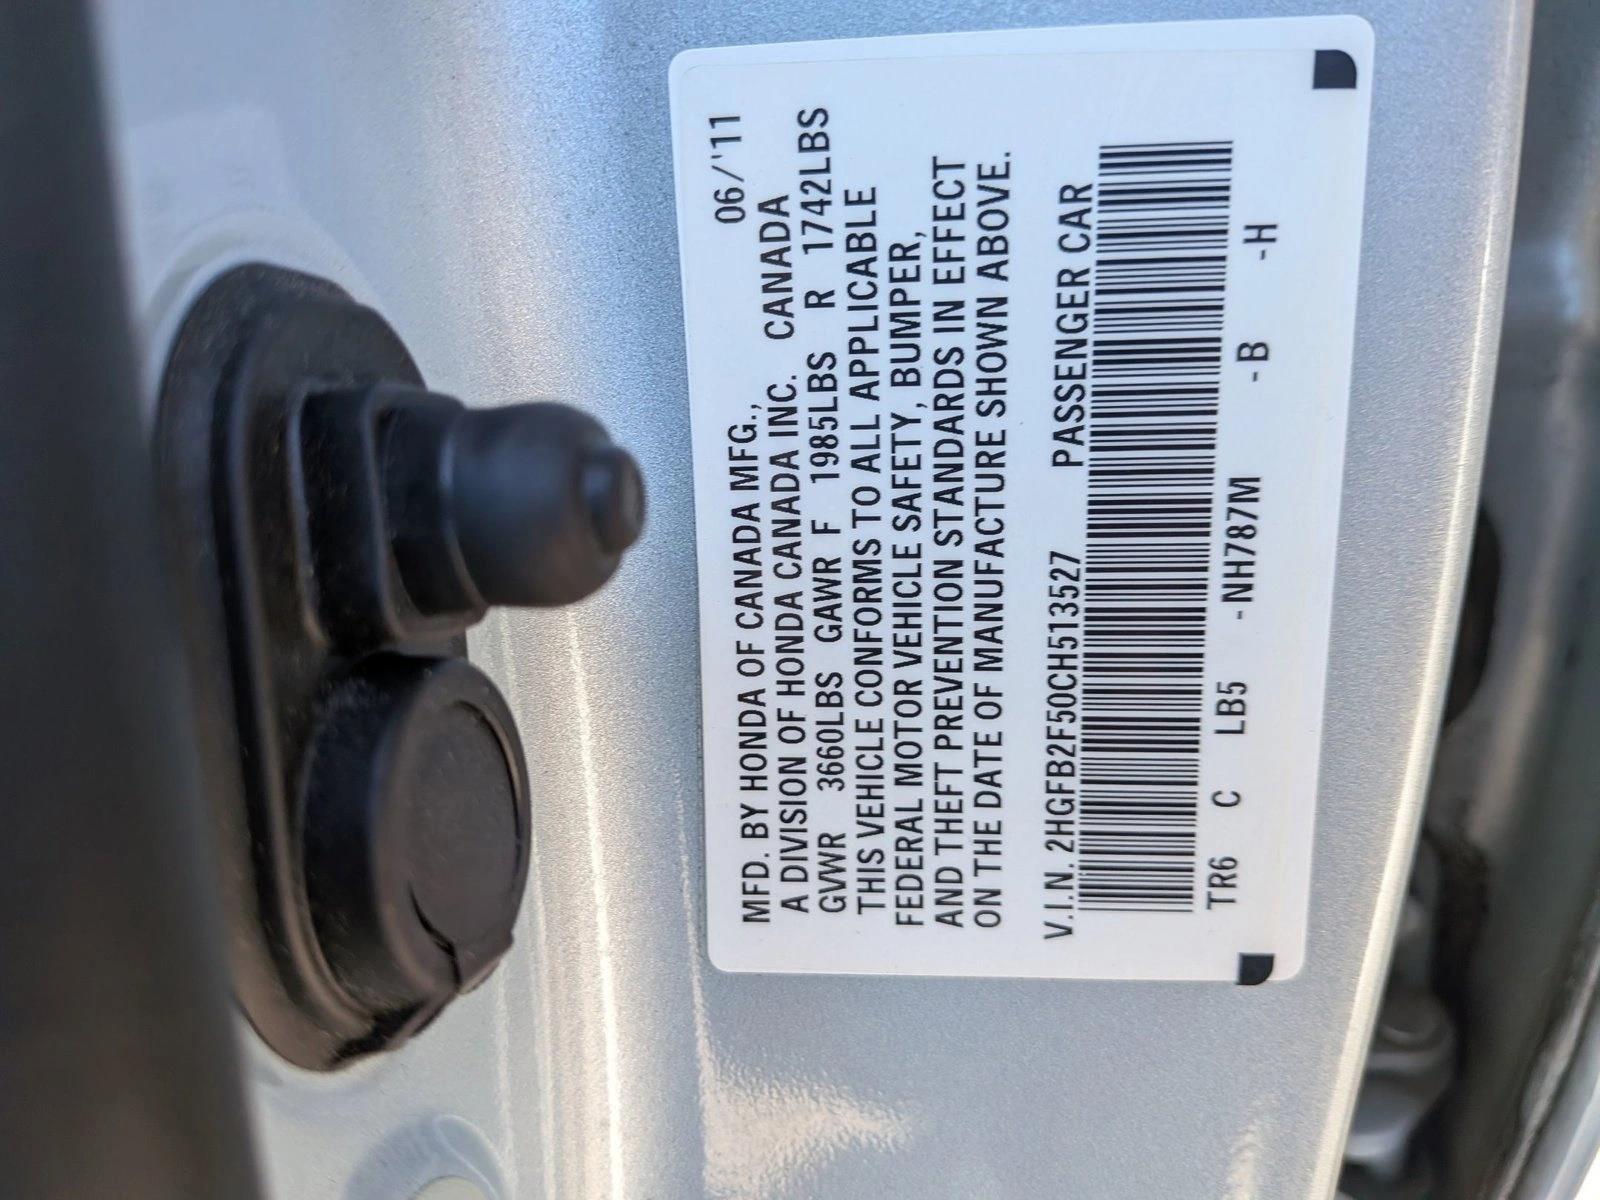 06/'11
MFD. BY HONDA OF CANADA MFG.,
A DIVISION OF HONDA CANADA INC. CANADA
GVWR 3660LBS GAWR F 1985LBS R 1742LBS
THIS VEHICLE CONFORMS TO ALL APPLICABLE
FEDERAL MOTOR VEHICLE SAFETY, BUMPER,
AND THEFT PREVENTION STANDARDS IN EFFECT
ON THE DATE OF MANUFACTURE SHOWN ABOVE.
V.I.N. 2HGFB2F50CH513527 PASSENGER CAR
TR6 C LB5 -NH787M -B -H